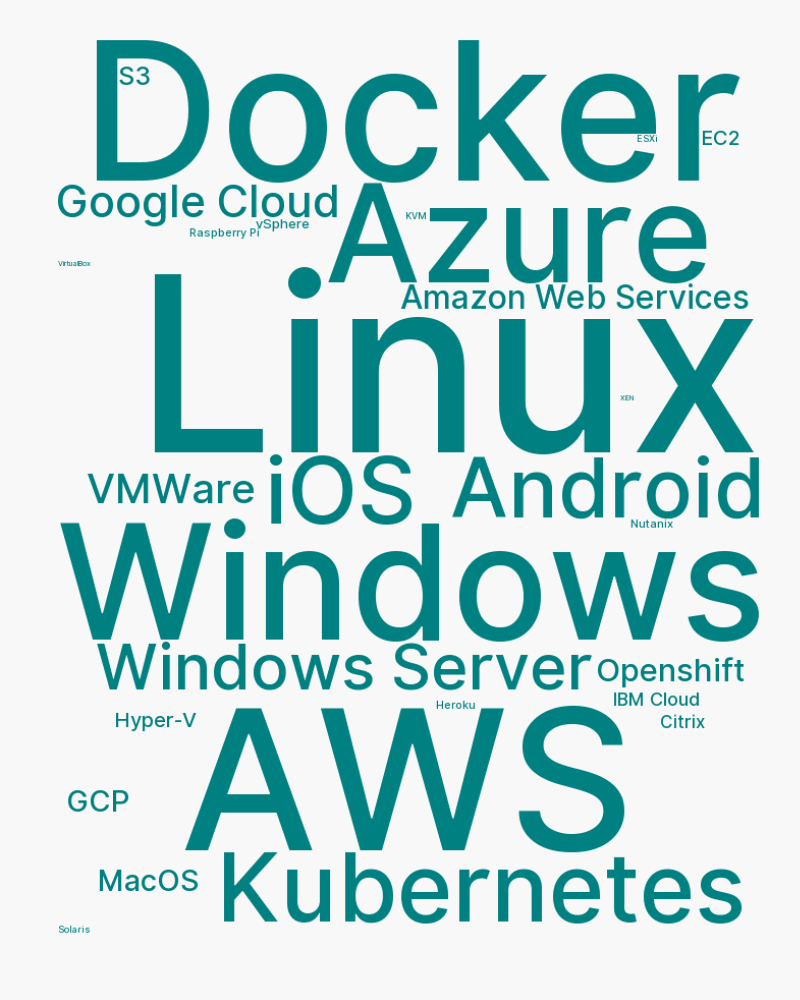 Docker
S3
ESXi
EC2
Google Cloud
Azure
KVM
vSphere
Raspberry Pi
VirtualBox
Amazon Web Services
Linux
XEN
VMWare
iOS
Android
Nutanix
Windows
Windows Server
Openshift
IBM Cloud
Heroku
Hyper-V
Citrix
AWS
GCP
MacOS
Kubernetes
Solaris